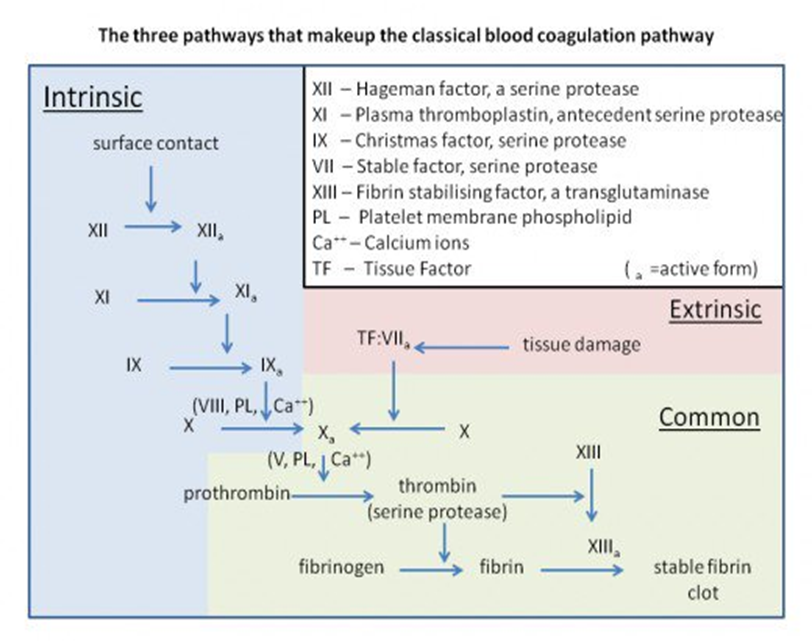 The three pathways that makeup the classical blood coagulation pathway
Intrinsic
XII – Hageman factor, a serine protease
XI – Plasma thromboplastin, antecedent serine protease
IX – Christmas factor, serine protease
VII – Stable factor, serine protease
XIII – Fibrin stabilising factor, a transglutaminase
PL – Platelet membrane phospholipid
Ca⁺⁺ – Calcium ions
TF – Tissue Factor (ₐ =active form)
surface contact
XII XIIₐ
XI XIₐ
IX IXₐ
(VIII, PL, Ca⁺⁺)
X Xₐ X
Extrinsic
TF:VIIₐ tissue damage
Common
(V, PL, Ca⁺⁺)
XIII
prothrombin thrombin
(serine protease)
XIIIₐ
fibrinogen fibrin stable fibrin
clot